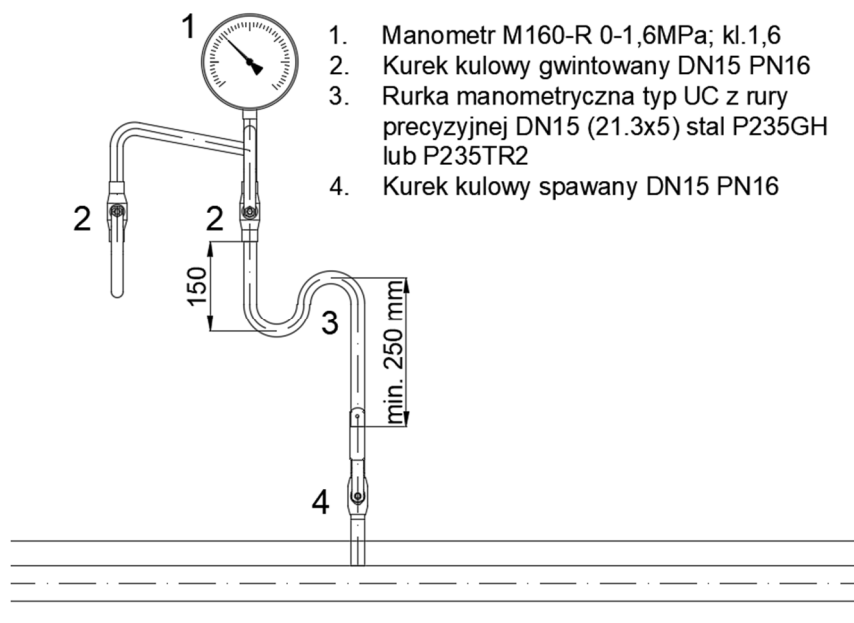 1
1. Manometr M160-R 0-1,6MPa; kl.1,6
2. Kurek kulowy gwintowany DN15 PN16
3. Rurka manometryczna typ UC z rury
precyzyjnej DN15 (21.3x5) stal P235GH
lub P235TR2
4. Kurek kulowy spawany DN15 PN16
2
2
150
3
min. 250 mm
4